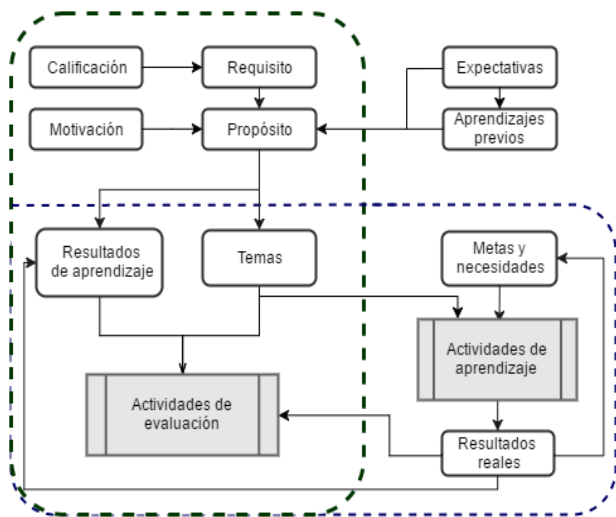 Calificación
Requisito
Expectativas
Motivación
Propósito
Aprendizajes
previos
Resultados
de aprendizaje
Temas
Metas y
necesidades
Actividades de
aprendizaje
Actividades de
evaluación
Resultados
reales